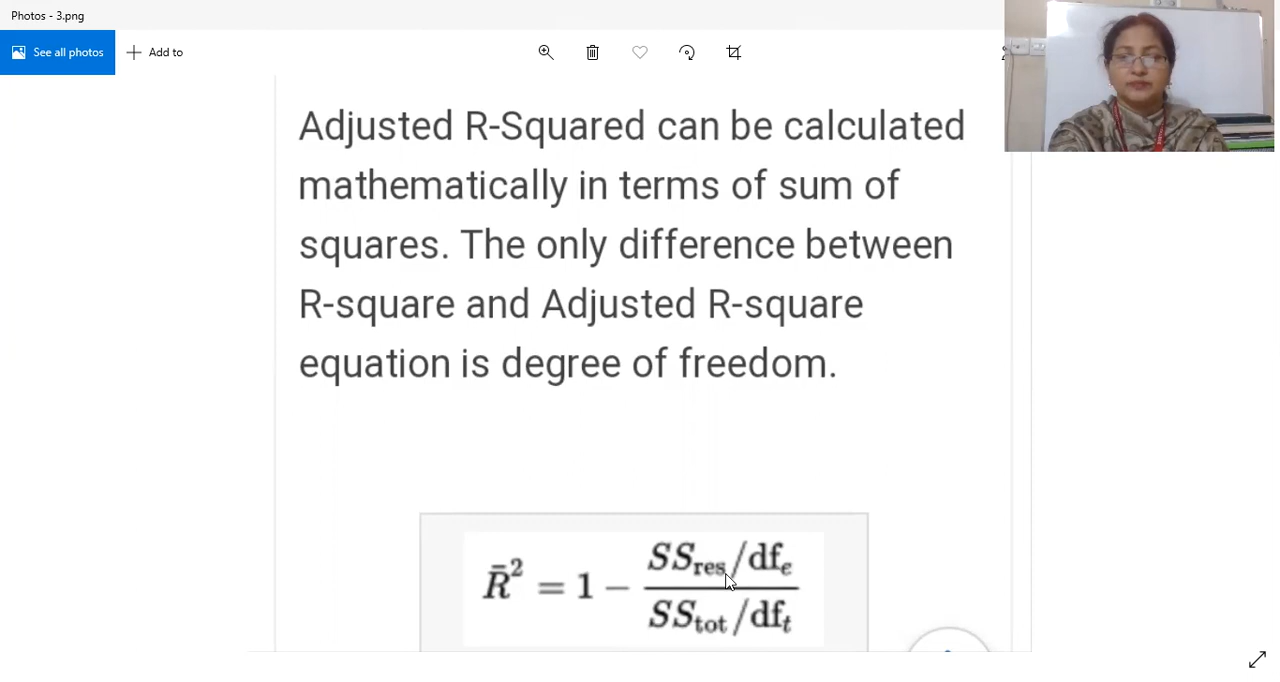 Photos - 3.png
See all photos
Add to
Adjusted R-Squared can be calculated
mathematically in terms of sum of
squares. The only difference between
R-square and Adjusted R-square
equation is degree of freedom.
R̄² = 1 − (SS_res/df_e)/(SS_tot/df_t)